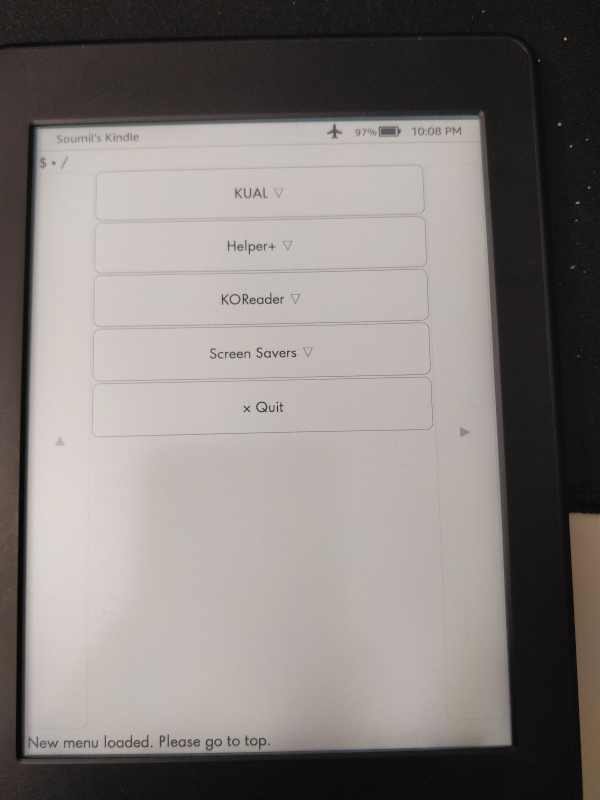 Soumil's Kindle 97% 10:08 PM
$ • /
KUAL ▽
Helper+ ▽
KOReader ▽
Screen Savers ▽
× Quit
New menu loaded. Please go to top.